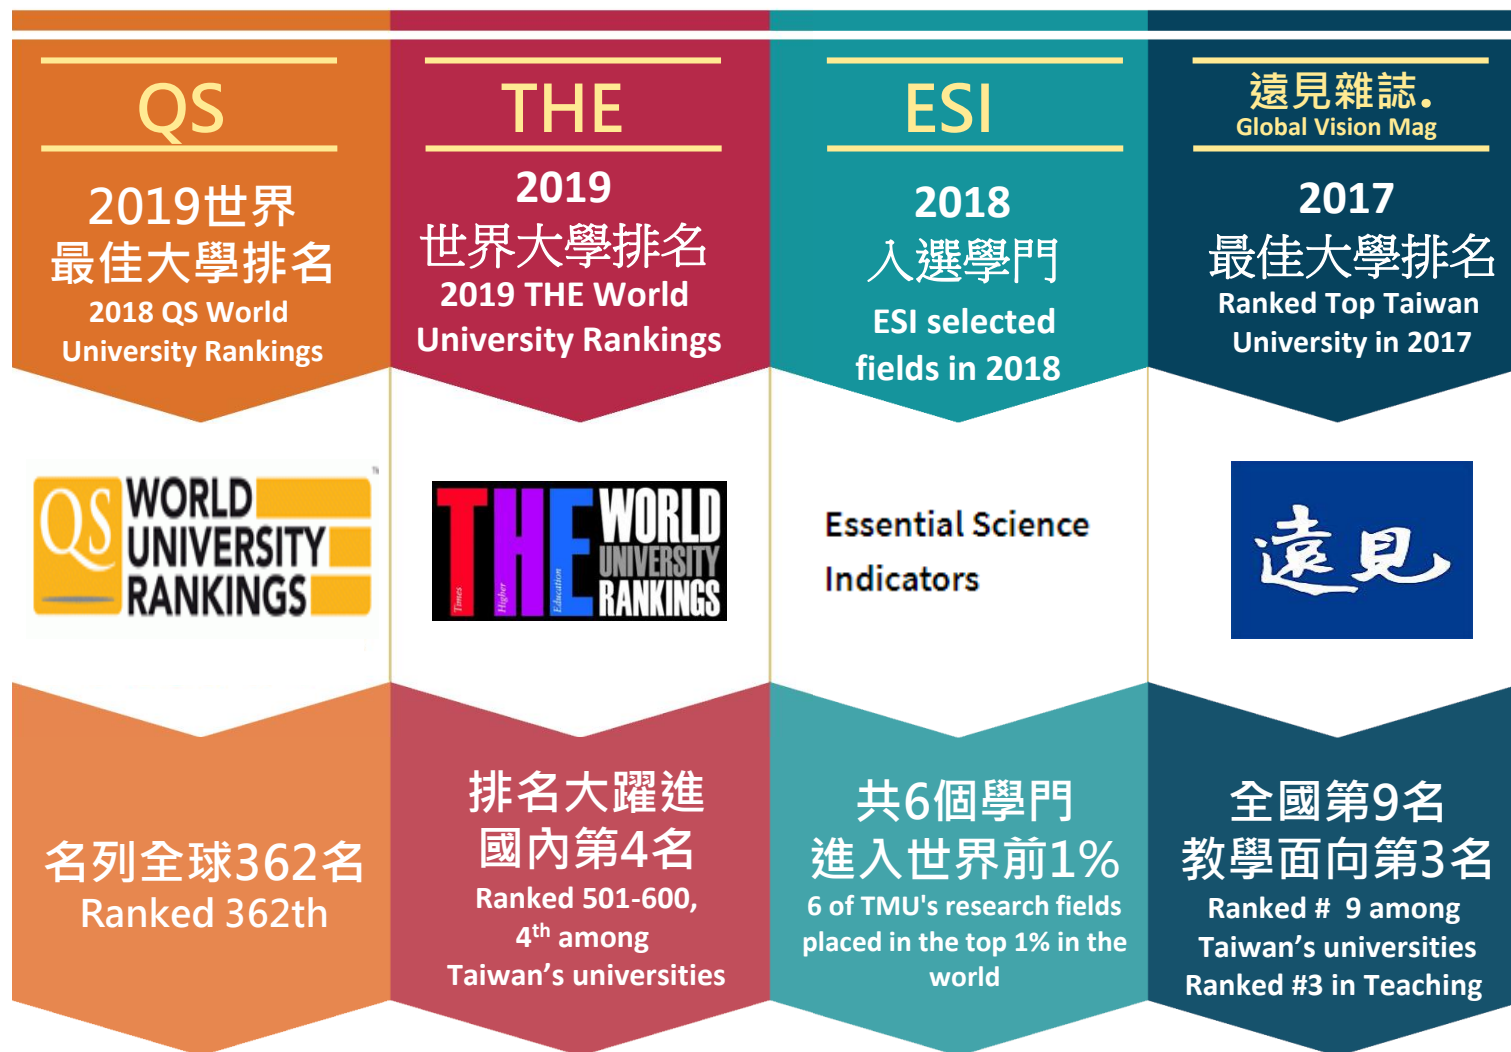 QS
2019世界
最佳大學排名
2018 QS World
University Rankings
QS WORLD
UNIVERSITY
RANKINGS
名列全球362名
Ranked 362th
THE
2019
世界大學排名
2019 THE World
University Rankings
THE WORLD
UNIVERSITY
RANKINGS
Times Higher Education
排名大躍進
國內第4名
Ranked 501-600,
4th among
Taiwan’s universities
ESI
2018
入選學門
ESI selected
fields in 2018
Essential Science
Indicators
共6個學門
進入世界前1%
6 of TMU's research fields
placed in the top 1% in the
world
遠見雜誌.
Global Vision Mag
2017
最佳大學排名
Ranked Top Taiwan
University in 2017
遠見
全國第9名
教學面向第3名
Ranked # 9 among
Taiwan’s universities
Ranked #3 in Teaching